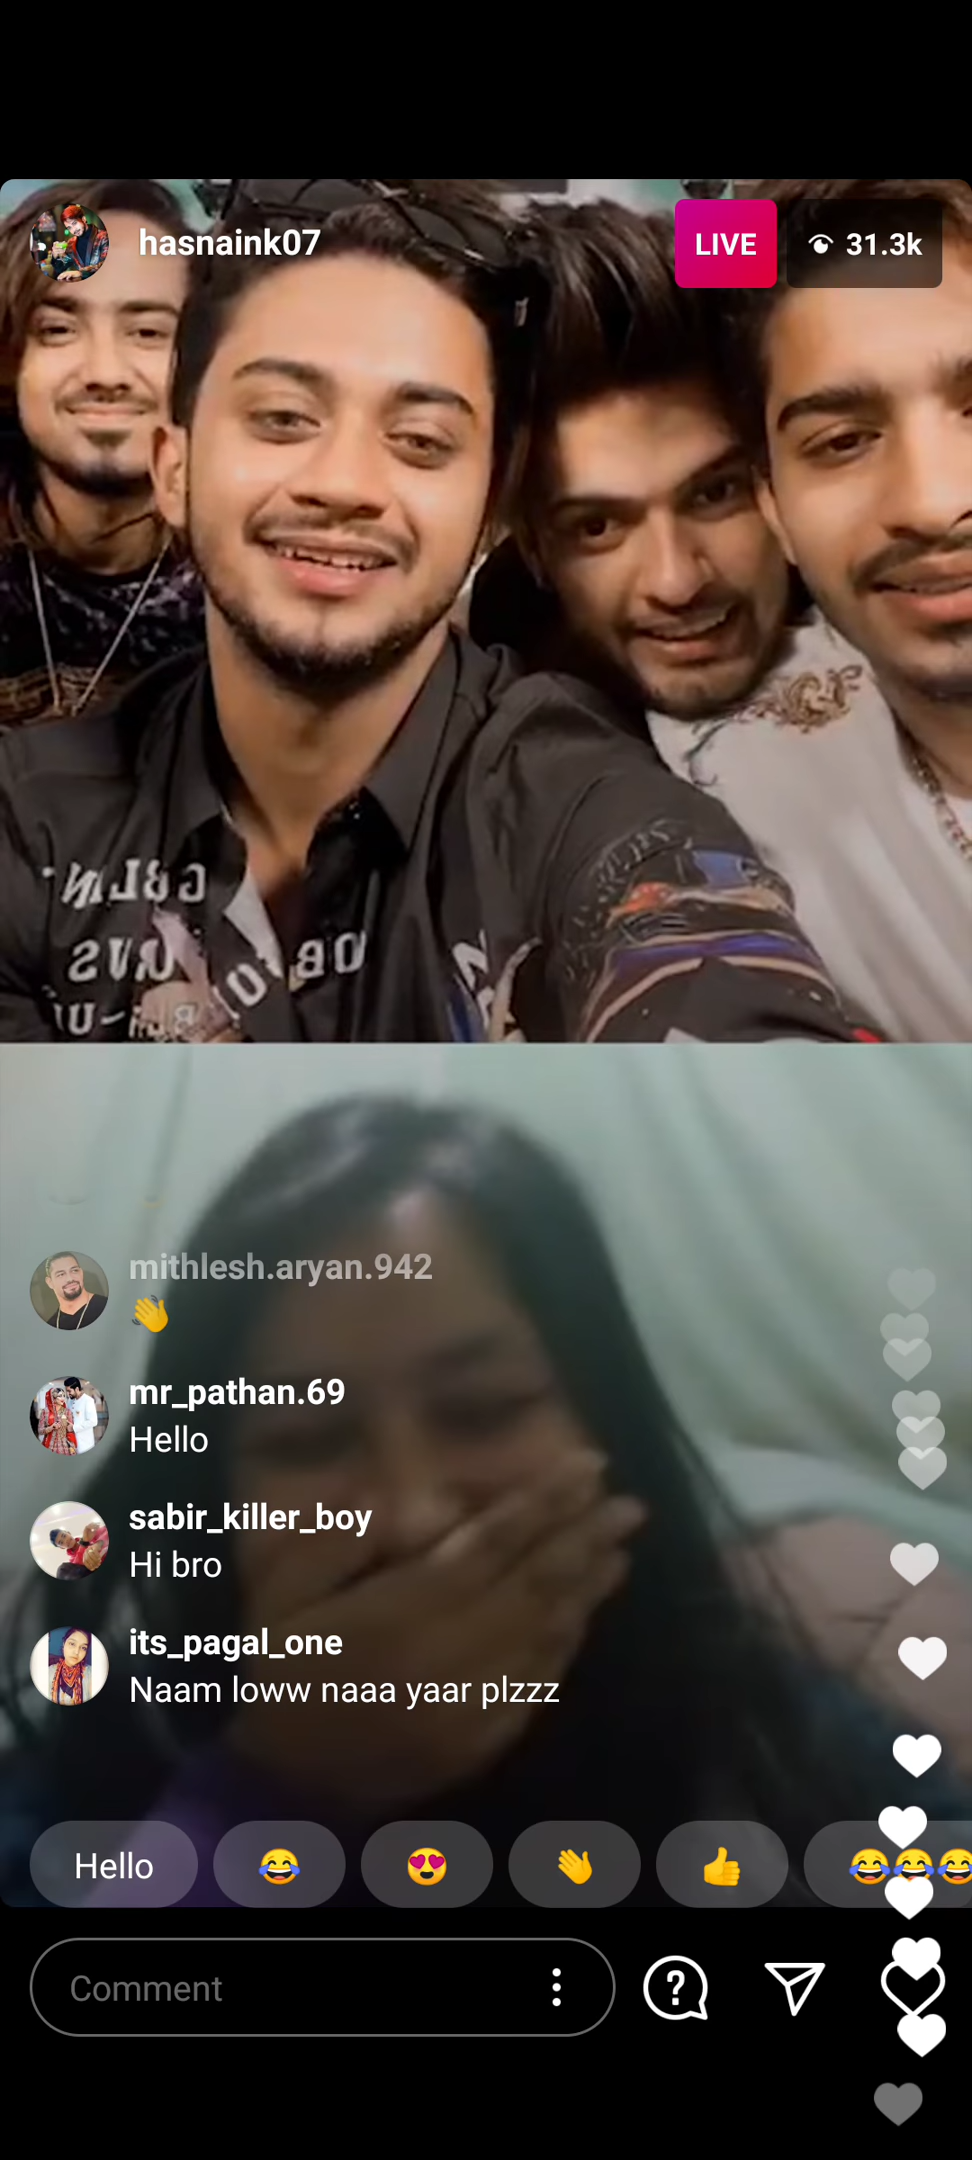 hasnaink07
LIVE
31.3k
mithlesh.aryan.942
👋
mr_pathan.69
Hello
sabir_killer_boy
Hi bro
its_pagal_one
Naam loww naaa yaar plzzz
Hello 😂 😍 👋 👍 😂😂😂
Comment